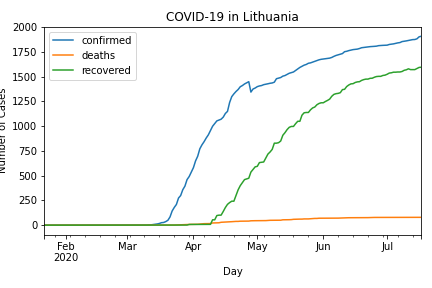 COVID-19 in Lithuania
confirmed
deaths
recovered
2000
1750
1500
1250
1000
750
500
250
0
Number of Cases
Feb
2020
Mar
Apr
May
Jun
Jul
Day